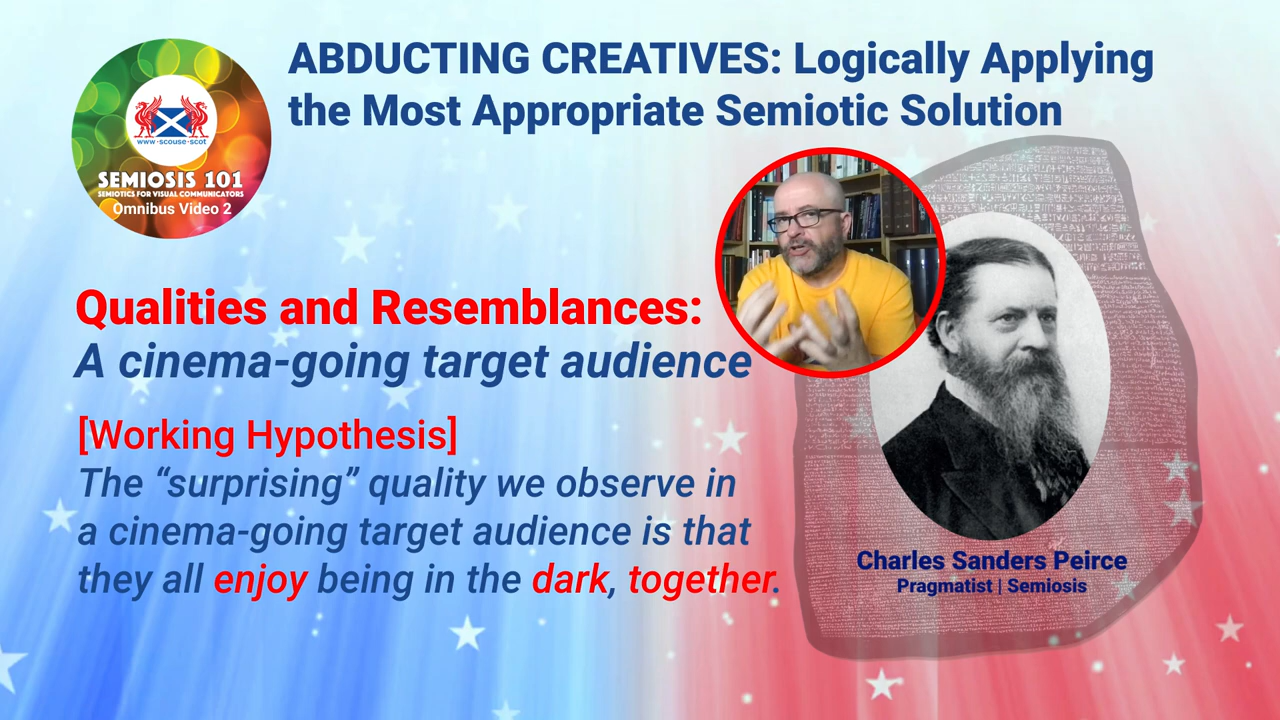 ABDUCTING CREATIVES: Logically Applying
the Most Appropriate Semiotic Solution
www·scouse·scot
SEMIOSIS 101
SEMIOTICS FOR VISUAL COMMUNICATORS
Omnibus Video 2
Qualities and Resemblances:
A cinema-going target audience
[Working Hypothesis]
The “surprising” quality we observe in
a cinema-going target audience is that
they all enjoy being in the dark, together.
Charles Sanders Peirce
Pragmatist | Semiosis